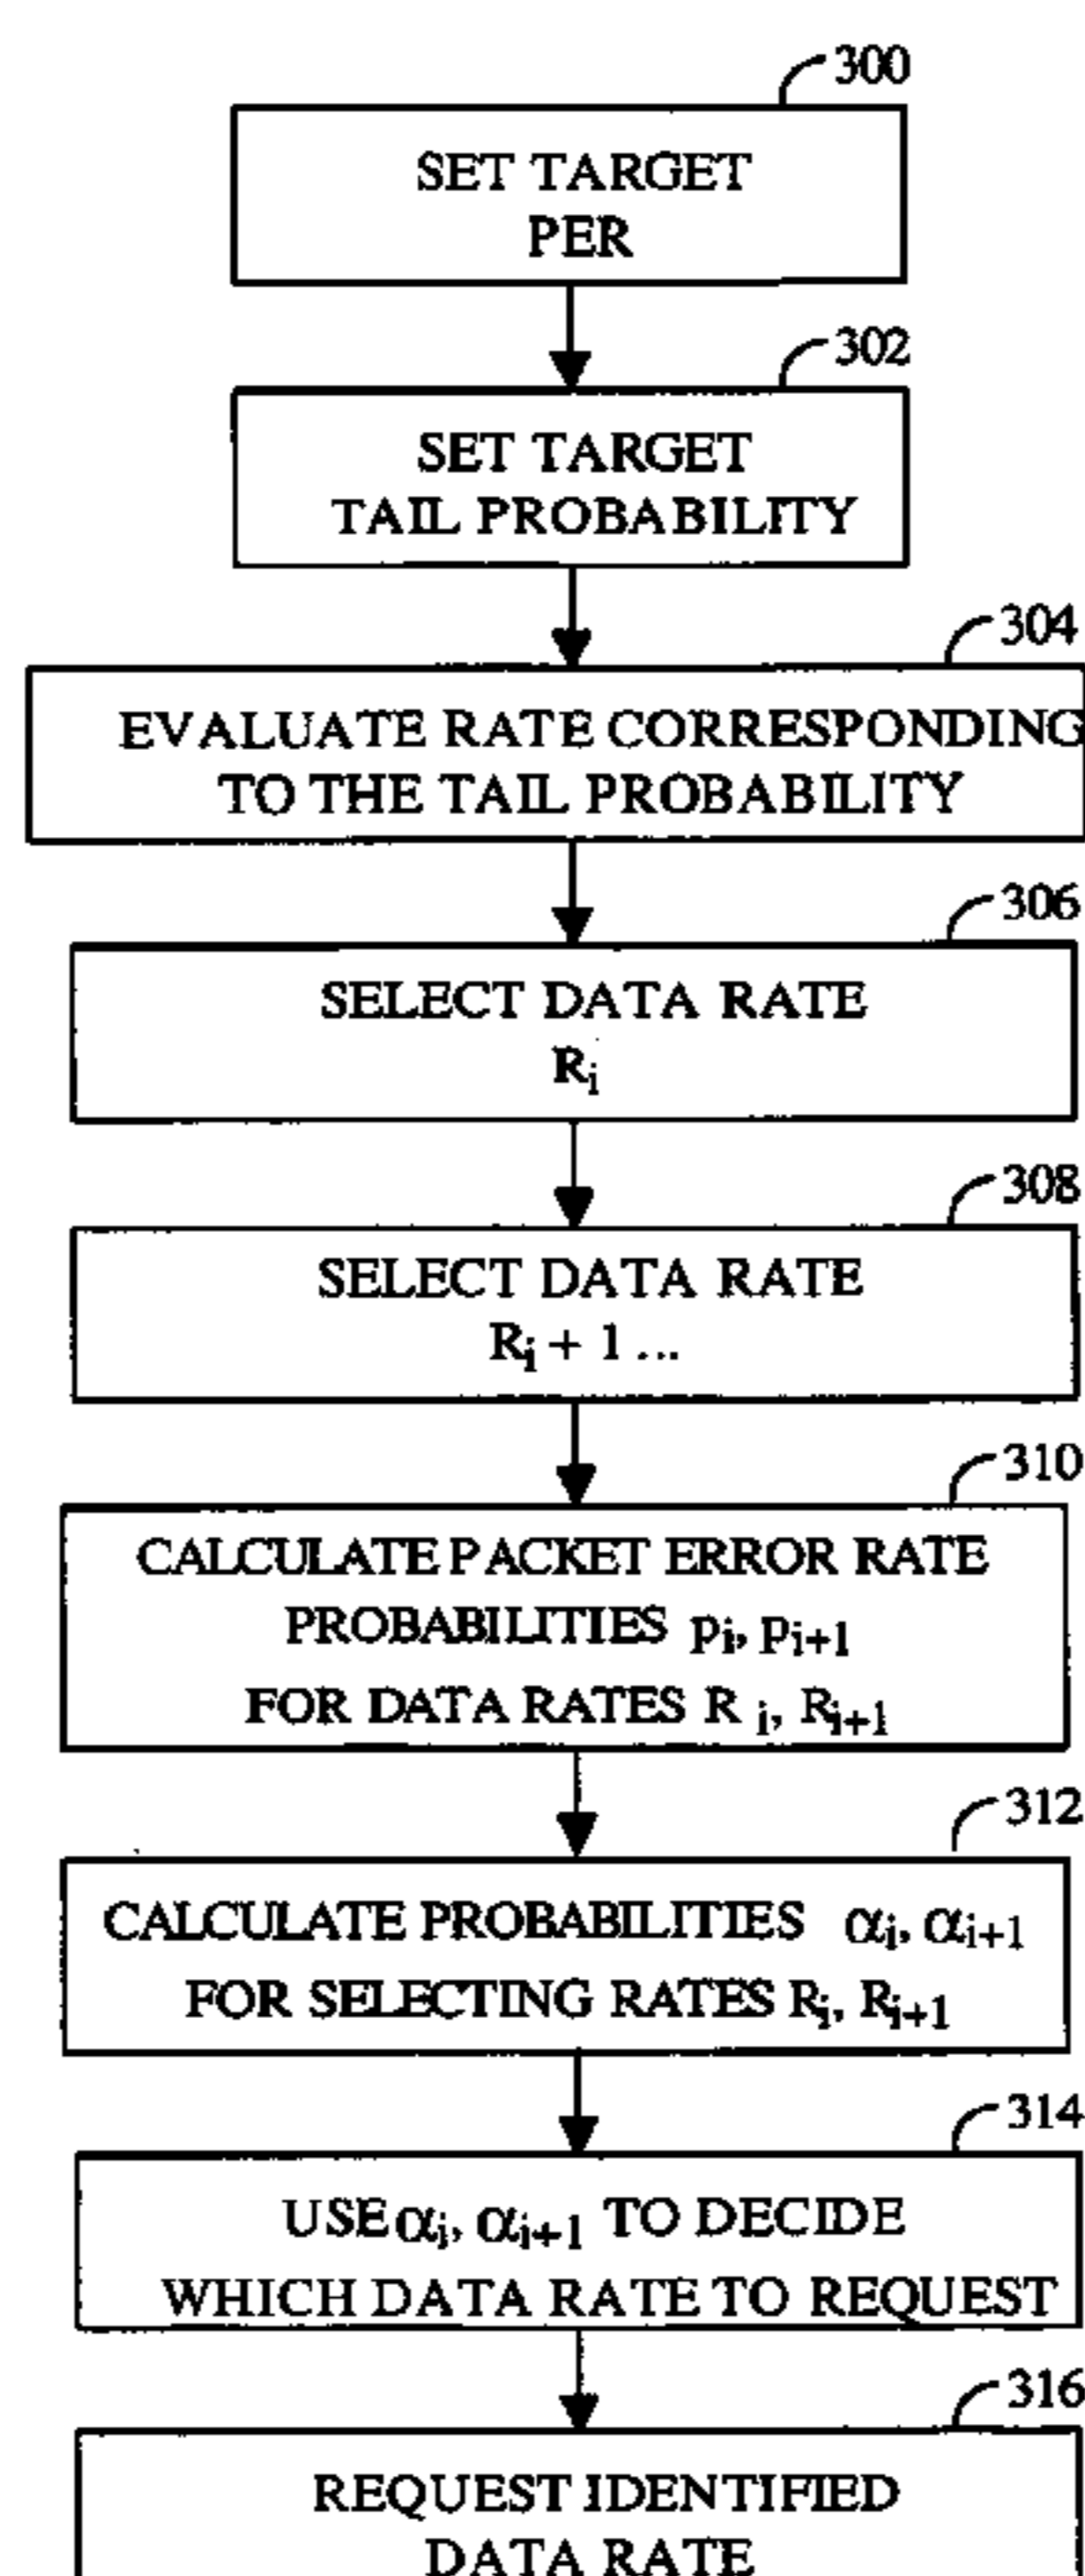 300
SET TARGET
PER
302
SET TARGET
TAIL PROBABILITY
304
EVALUATE RATE CORRESPONDING
TO THE TAIL PROBABILITY
306
SELECT DATA RATE
Rᵢ
308
SELECT DATA RATE
Rᵢ + 1 ...
310
CALCULATE PACKET ERROR RATE
PROBABILITIES pᵢ, pᵢ₊₁
FOR DATA RATES R ᵢ, Rᵢ₊₁
312
CALCULATE PROBABILITIES αᵢ, αᵢ₊₁
FOR SELECTING RATES Rᵢ, Rᵢ₊₁
314
USE αᵢ, αᵢ₊₁ TO DECIDE
WHICH DATA RATE TO REQUEST
316
REQUEST IDENTIFIED
DATA RATE